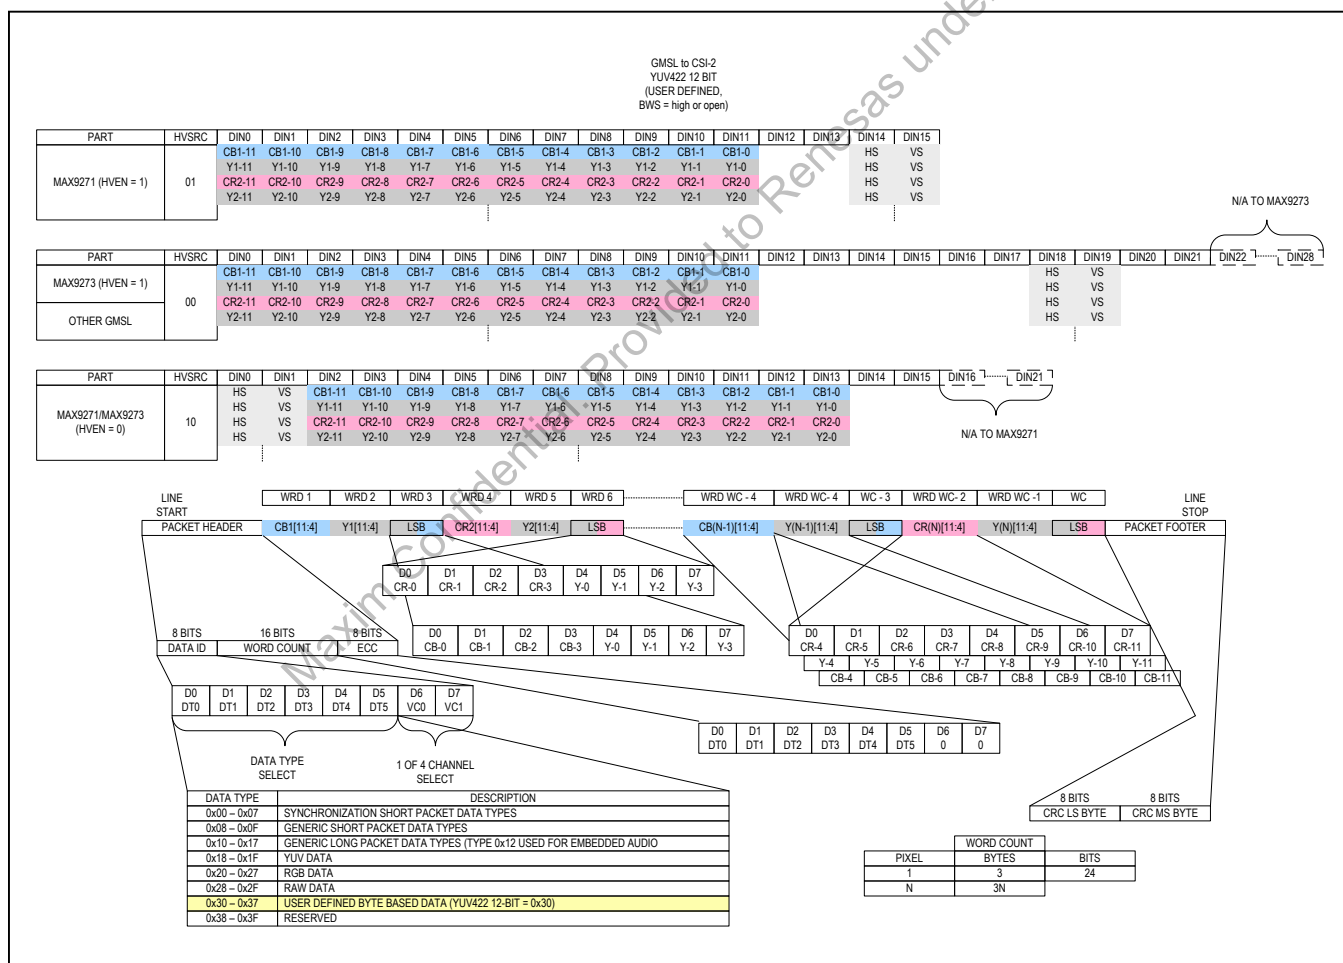 GMSL to CSI-2
YUV422 12 BIT
(USER DEFINED,
BWS = high or open)
PART HVSRC DIN0 DIN1 DIN2 DIN3 DIN4 DIN5 DIN6 DIN7 DIN8 DIN9 DIN10 DIN11 DIN12 DIN13 DIN14 DIN15
CB1-11 CB1-10 CB1-9 CB1-8 CB1-7 CB1-6 CB1-5 CB1-4 CB1-3 CB1-2 CB1-1 CB1-0 HS VS
Y1-11 Y1-10 Y1-9 Y1-8 Y1-7 Y1-6 Y1-5 Y1-4 Y1-3 Y1-2 Y1-1 Y1-0 HS VS
MAX9271 (HVEN = 1) 01
CR2-11 CR2-10 CR2-9 CR2-8 CR2-7 CR2-6 CR2-5 CR2-4 CR2-3 CR2-2 CR2-1 CR2-0 HS VS
Y2-11 Y2-10 Y2-9 Y2-8 Y2-7 Y2-6 Y2-5 Y2-4 Y2-3 Y2-2 Y2-1 Y2-0 HS VS
N/A TO MAX9273
PART HVSRC DIN0 DIN1 DIN2 DIN3 DIN4 DIN5 DIN6 DIN7 DIN8 DIN9 DIN10 DIN11 DIN12 DIN13 DIN14 DIN15 DIN16 DIN17 DIN18 DIN19 DIN20 DIN21 DIN22 DIN28
CB1-11 CB1-10 CB1-9 CB1-8 CB1-7 CB1-6 CB1-5 CB1-4 CB1-3 CB1-2 CB1-1 CB1-0 HS VS
MAX9273 (HVEN = 1)
Y1-11 Y1-10 Y1-9 Y1-8 Y1-7 Y1-6 Y1-5 Y1-4 Y1-3 Y1-2 Y1-1 Y1-0 HS VS
00
CR2-11 CR2-10 CR2-9 CR2-8 CR2-7 CR2-6 CR2-5 CR2-4 CR2-3 CR2-2 CR2-1 CR2-0 HS VS
OTHER GMSL
Y2-11 Y2-10 Y2-9 Y2-8 Y2-7 Y2-6 Y2-5 Y2-4 Y2-3 Y2-2 Y2-1 Y2-0 HS VS
PART HVSRC DIN0 DIN1 DIN2 DIN3 DIN4 DIN5 DIN6 DIN7 DIN8 DIN9 DIN10 DIN11 DIN12 DIN13 DIN14 DIN15 DIN16 DIN21
HS VS CB1-11 CB1-10 CB1-9 CB1-8 CB1-7 CB1-6 CB1-5 CB1-4 CB1-3 CB1-2 CB1-1 CB1-0
HS VS Y1-11 Y1-10 Y1-9 Y1-8 Y1-7 Y1-6 Y1-5 Y1-4 Y1-3 Y1-2 Y1-1 Y1-0
MAX9271/MAX9273
(HVEN = 0) 10
HS VS CR2-11 CR2-10 CR2-9 CR2-8 CR2-7 CR2-6 CR2-5 CR2-4 CR2-3 CR2-2 CR2-1 CR2-0
HS VS Y2-11 Y2-10 Y2-9 Y2-8 Y2-7 Y2-6 Y2-5 Y2-4 Y2-3 Y2-2 Y2-1 Y2-0
N/A TO MAX9271
LINE
START
WRD 1 WRD 2 WRD 3 WRD 4 WRD 5 WRD 6 WRD WC - 4 WRD WC- 4 WC - 3 WRD WC- 2 WRD WC -1 WC
LINE
STOP
PACKET HEADER CB1[11:4] Y1[11:4] LSB CR2[11:4] Y2[11:4] LSB CB(N-1)[11:4] Y(N-1)[11:4] LSB CR(N)[11:4] Y(N)[11:4] LSB PACKET FOOTER
D0 D1 D2 D3 D4 D5 D6 D7
CR-0 CR-1 CR-2 CR-3 Y-0 Y-1 Y-2 Y-3
D0 D1 D2 D3 D4 D5 D6 D7
CB-0 CB-1 CB-2 CB-3 Y-0 Y-1 Y-2 Y-3
D0 D1 D2 D3 D4 D5 D6 D7
CR-4 CR-5 CR-6 CR-7 CR-8 CR-9 CR-10 CR-11
Y-4 Y-5 Y-6 Y-7 Y-8 Y-9 Y-10 Y-11
CB-4 CB-5 CB-6 CB-7 CB-8 CB-9 CB-10 CB-11
8 BITS 16 BITS 8 BITS
DATA ID WORD COUNT ECC
D0 D1 D2 D3 D4 D5 D6 D7
DT0 DT1 DT2 DT3 DT4 DT5 VC0 VC1
D0 D1 D2 D3 D4 D5 D6 D7
DT0 DT1 DT2 DT3 DT4 DT5 0 0
DATA TYPE
SELECT
1 OF 4 CHANNEL
SELECT
DATA TYPE DESCRIPTION
0x00 – 0x07 SYNCHRONIZATION SHORT PACKET DATA TYPES
0x08 – 0x0F GENERIC SHORT PACKET DATA TYPES
0x10 – 0x17 GENERIC LONG PACKET DATA TYPES (TYPE 0x12 USED FOR EMBEDDED AUDIO
0x18 – 0x1F YUV DATA
0x20 – 0x27 RGB DATA
0x28 – 0x2F RAW DATA
0x30 – 0x37 USER DEFINED BYTE BASED DATA (YUV422 12-BIT = 0x30)
0x38 – 0x3F RESERVED
8 BITS 8 BITS
CRC LS BYTE CRC MS BYTE
WORD COUNT
PIXEL BYTES BITS
1 3 24
N 3N
Maxim Confidential. Provided to Renesas unde